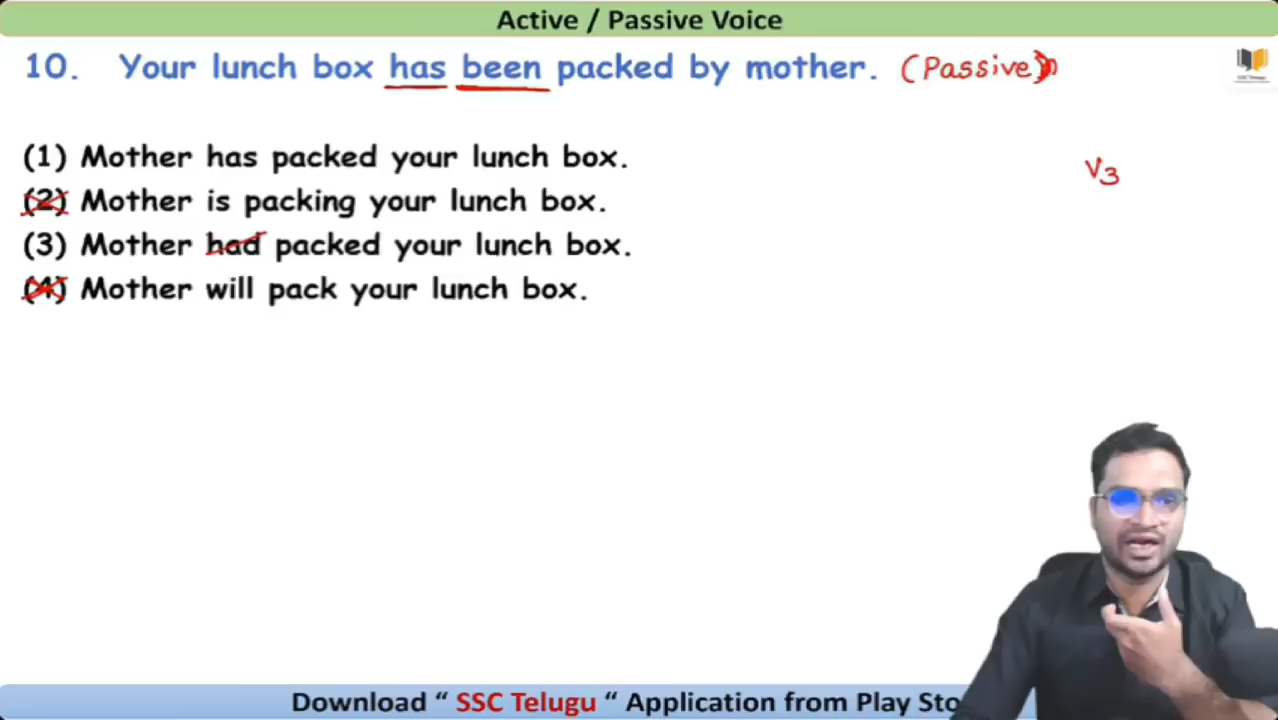 Active / Passive Voice
10. Your lunch box has been packed by mother. (Passive)
(1) Mother has packed your lunch box.
V3
(2) Mother is packing your lunch box.
(3) Mother had packed your lunch box.
(4) Mother will pack your lunch box.
Download “ SSC Telugu “ Application from Play Sto